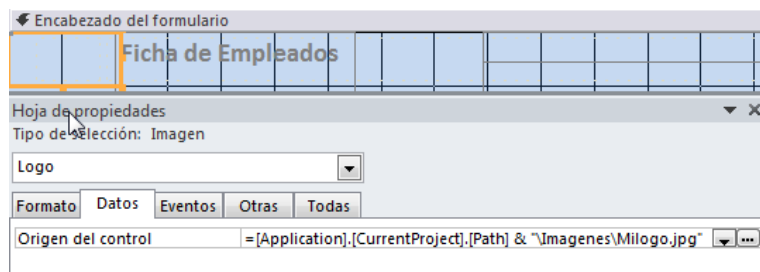 Encabezado del formulario
Ficha de Empleados
Hoja de propiedades
Tipo de selección: Imagen
Logo
Formato Datos Eventos Otras Todas
Origen del control =[Application].[CurrentProject].[Path] & "\Imagenes\Milogo.jpg"